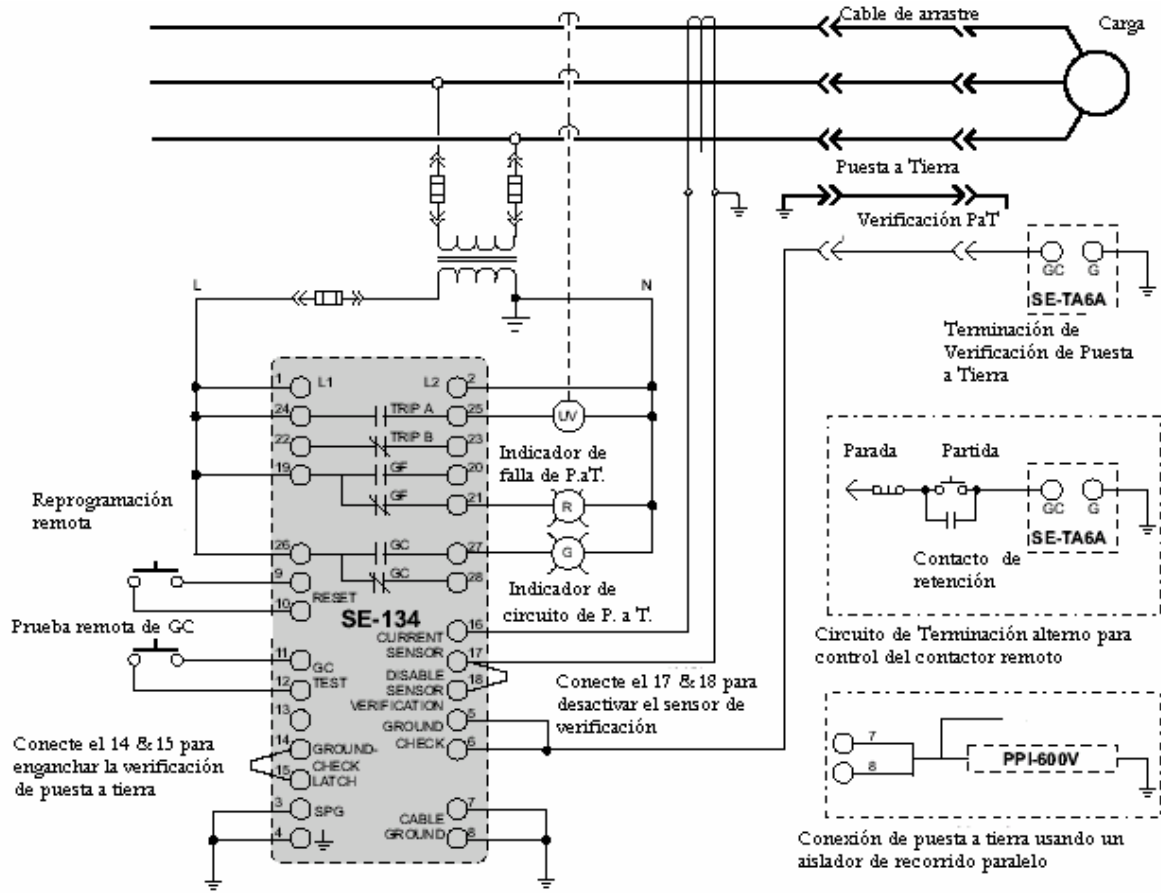 Cable de arrastre
Carga
Puesta a Tierra
Verificación PaT
GC
G
SE-TA6A
Terminación de
Verificación de Puesta
a Tierra
L
N
1
L1
L2
2
24
TRIP A
25
UV
22
TRIP B
23
Indicador de
falla de P.aT.
19
GF
20
GF
21
R
Reprogramación
remota
26
GC
27
G
9
GC
28
RESET
10
Indicador de
circuito de P. a T.
SE-134
Prueba remota de GC
16
CURRENT
SENSOR
17
11
GC
TEST
12
DISABLE
SENSOR
VERIFICATION
18
Conecte el 17 &18 para
desactivar el sensor de
verificación
13
5
GROUND
CHECK
6
Conecte el 14 &15 para
enganchar la verificación
de puesta a tierra
14
GROUND-
CHECK
LATCH
15
3
SPG
4
7
CABLE
GROUND
8
Parada
Partida
GC
G
SE-TA6A
Contacto de
retención
Circuito de Terminación alterno para
control del contactor remoto
7
8
PPI-600V
Conexión de puesta a tierra usando un
aislador de recorrido paralelo